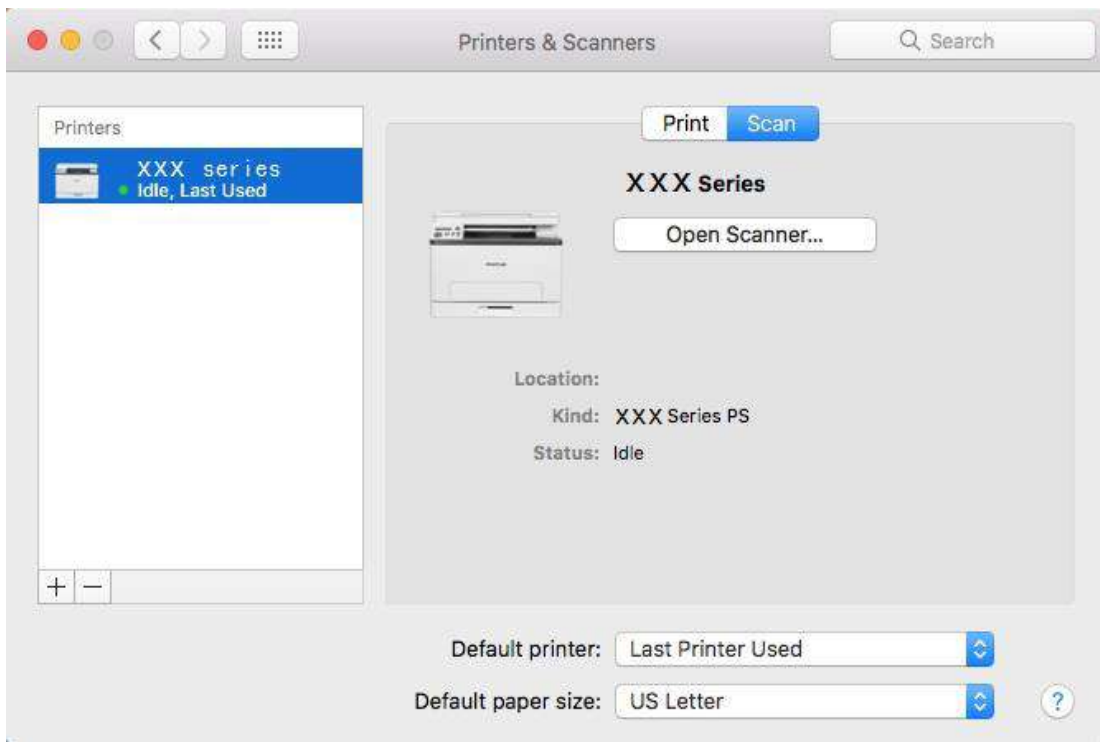 Printers & Scanners
Search
Printers
XXX series
Idle, Last Used
Print Scan
XXX Series
Open Scanner...
Location:
Kind: XXX Series PS
Status: Idle
+ −
Default printer: Last Printer Used
Default paper size: US Letter
?